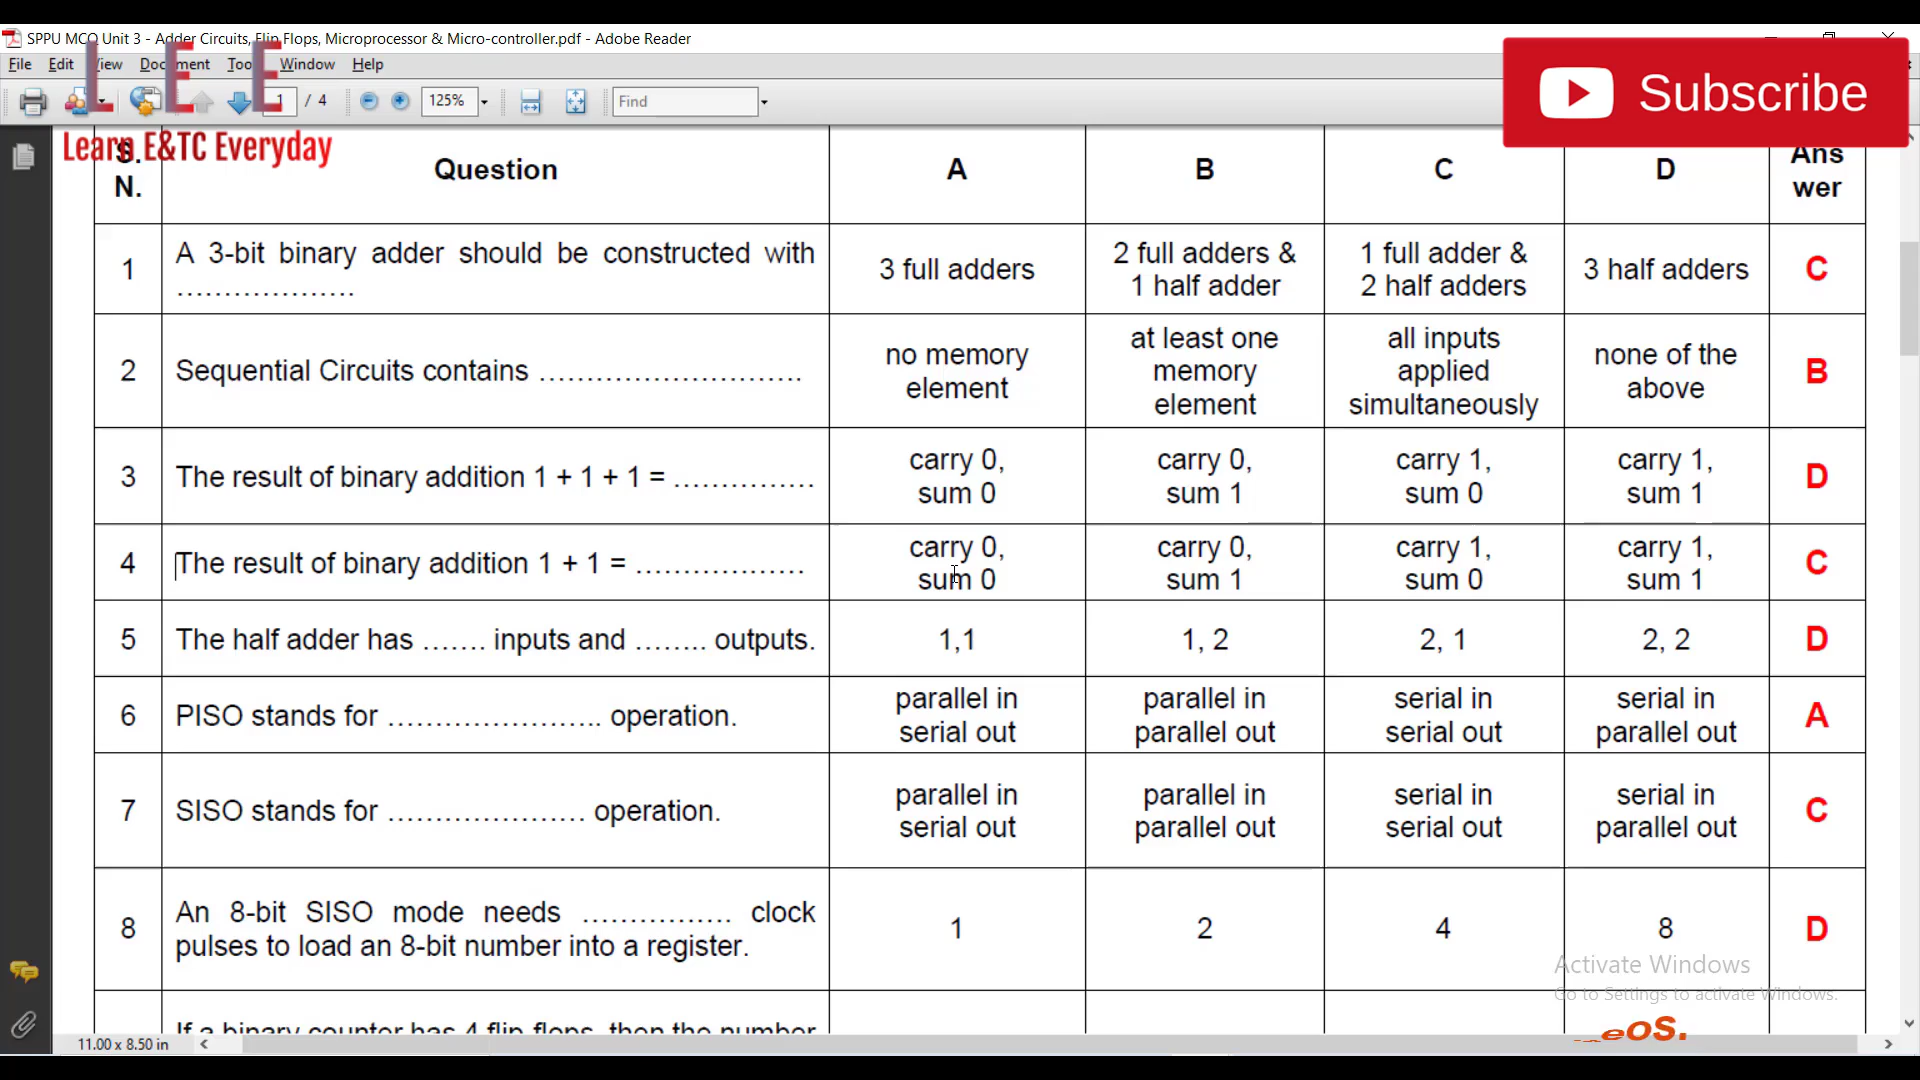 SPPU MCQ Unit 3 - Adder Circuits, Flip Flops, Microprocessor & Micro-controller.pdf - Adobe Reader
File Edit View Document Tools Window Help
L E E
Learn E&TC Everyday
1 / 4 125% Find
Subscribe
S. N. Question A B C D Ans wer
1 A 3-bit binary adder should be constructed with ....................
3 full adders
2 full adders & 1 half adder
1 full adder & 2 half adders
3 half adders
C
2 Sequential Circuits contains ..............................
no memory element
at least one memory element
all inputs applied simultaneously
none of the above
B
3 The result of binary addition 1 + 1 + 1 = ................
carry 0, sum 0
carry 0, sum 1
carry 1, sum 0
carry 1, sum 1
D
4 The result of binary addition 1 + 1 = ...................
carry 0, sum 0
carry 0, sum 1
carry 1, sum 0
carry 1, sum 1
C
5 The half adder has ....... inputs and ........ outputs.
1,1
1, 2
2, 1
2, 2
D
6 PISO stands for ........................ operation.
parallel in serial out
parallel in parallel out
serial in serial out
serial in parallel out
A
7 SISO stands for ...................... operation.
parallel in serial out
parallel in parallel out
serial in serial out
serial in parallel out
C
8 An 8-bit SISO mode needs ................ clock
pulses to load an 8-bit number into a register.
1
2
4
8
D
If a binary counter has 4 flip flops, then the number
Activate Windows
Go to Settings to activate Windows.
eos.
11.00 x 8.50 in